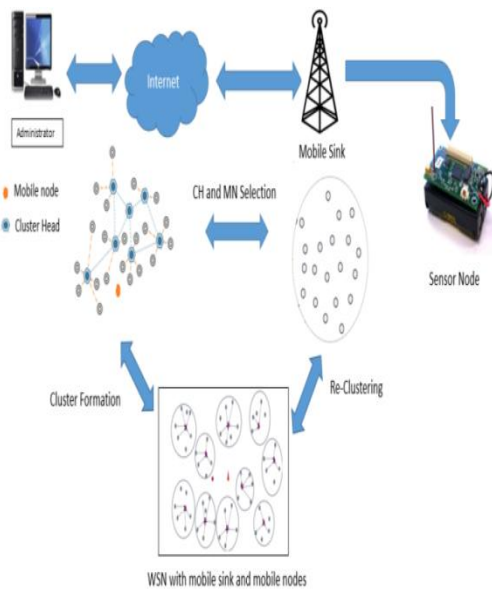 Internet
Administrator
Mobile Sink
Mobile node
Cluster Head
CH and MN Selection
Sensor Node
Cluster Formation
Re-Clustering
WSN with mobile sink and mobile nodes